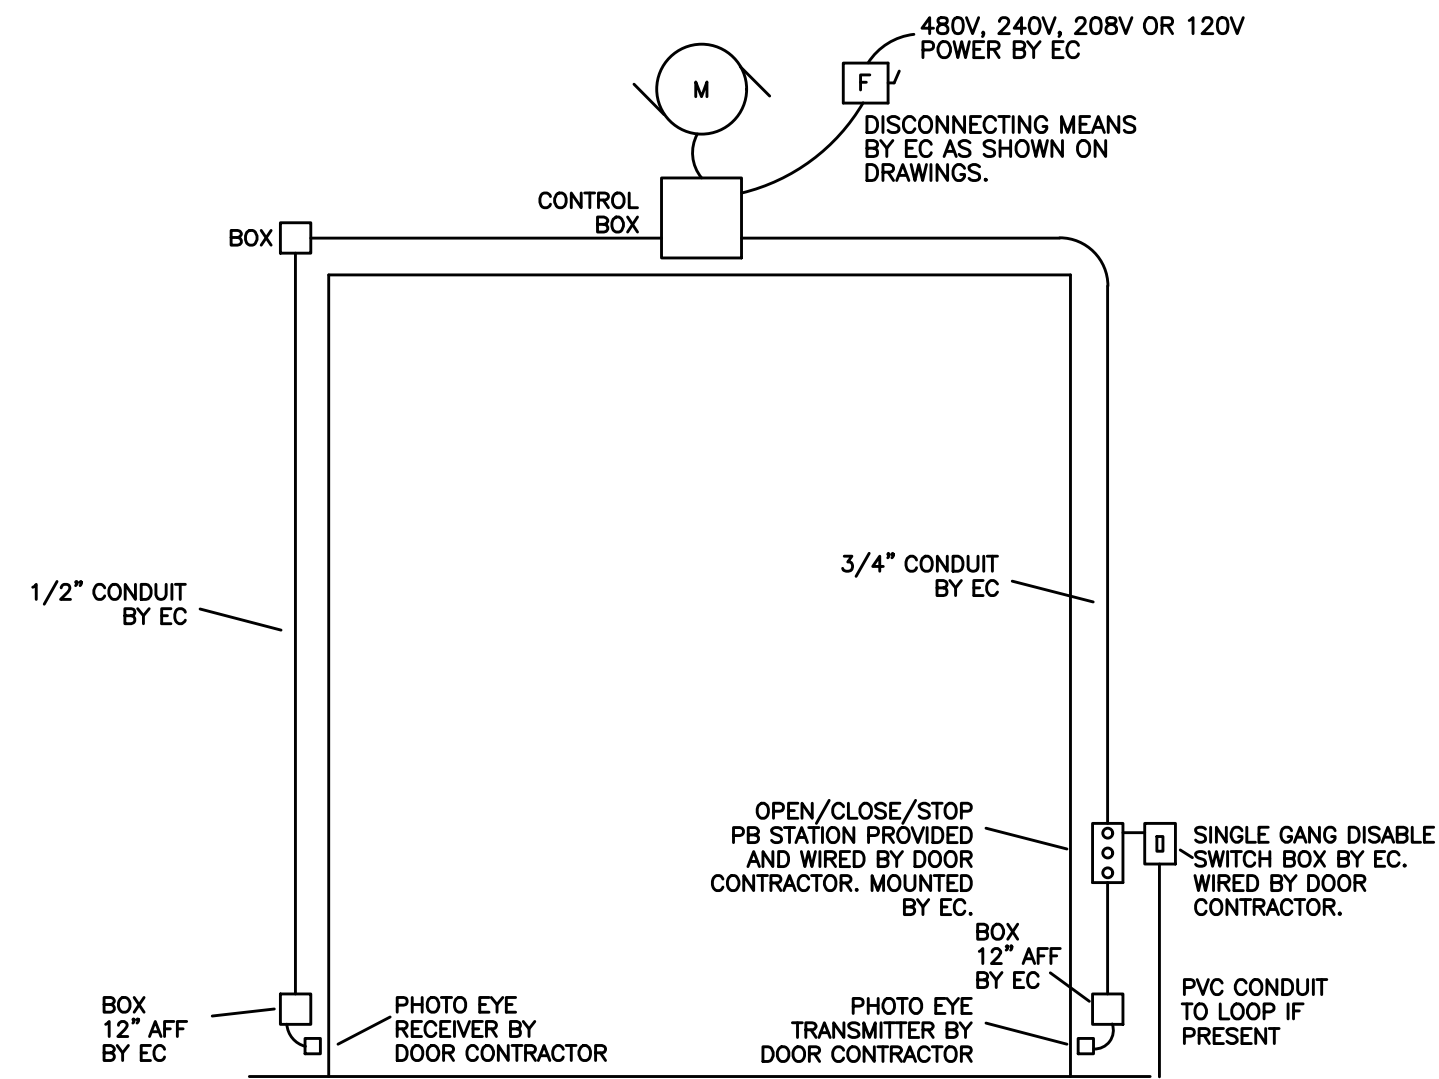 480V, 240V, 208V OR 120V
POWER BY EC
M
F
DISCONNECTING MEANS
BY EC AS SHOWN ON
DRAWINGS.
CONTROL
BOX
BOX
3/4” CONDUIT
BY EC
1/2” CONDUIT
BY EC
OPEN/CLOSE/STOP
PB STATION PROVIDED
AND WIRED BY DOOR
CONTRACTOR. MOUNTED
BY EC.
SINGLE GANG DISABLE
SWITCH BOX BY EC.
WIRED BY DOOR
CONTRACTOR.
BOX
12” AFF
BY EC
PVC CONDUIT
TO LOOP IF
PRESENT
BOX
12” AFF
BY EC
PHOTO EYE
RECEIVER BY
DOOR CONTRACTOR
PHOTO EYE
TRANSMITTER BY
DOOR CONTRACTOR